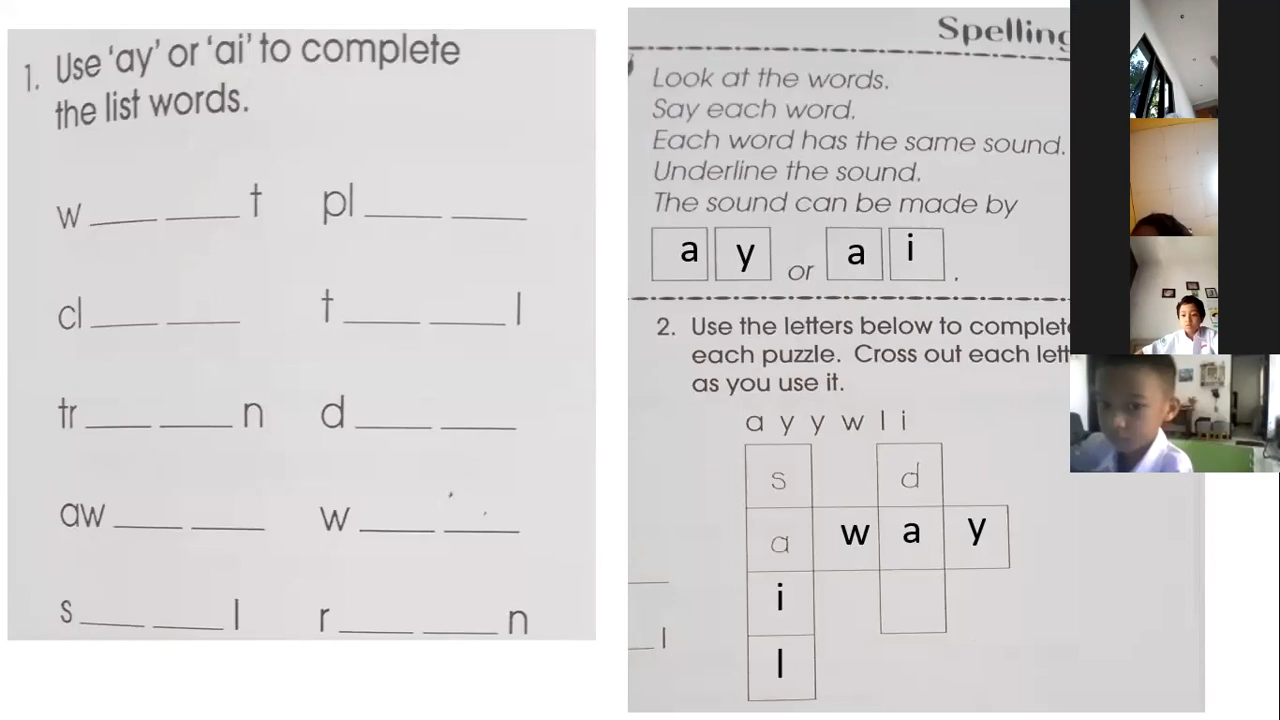 1. Use 'ay' or 'ai' to complete
the list words.
w ___ ___ t pl ___ ___
cl ___ ___ t ___ ___ l
tr ___ ___ n d ___ ___
aw ___ ___ w ___ ___
s ___ ___ l r ___ ___ n
Spelling
Look at the words.
Say each word.
Each word has the same sound.
Underline the sound.
The sound can be made by
a y or a i .
2. Use the letters below to complete
each puzzle. Cross out each lett
as you use it.
a y y w l i
s d
a w a y
i
l
___ l